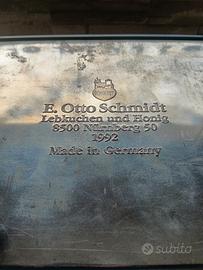 E. Otto Schmidt
Lebkuchen und Honig
8500 Nürnberg 50
1992
Made in Germany
subito